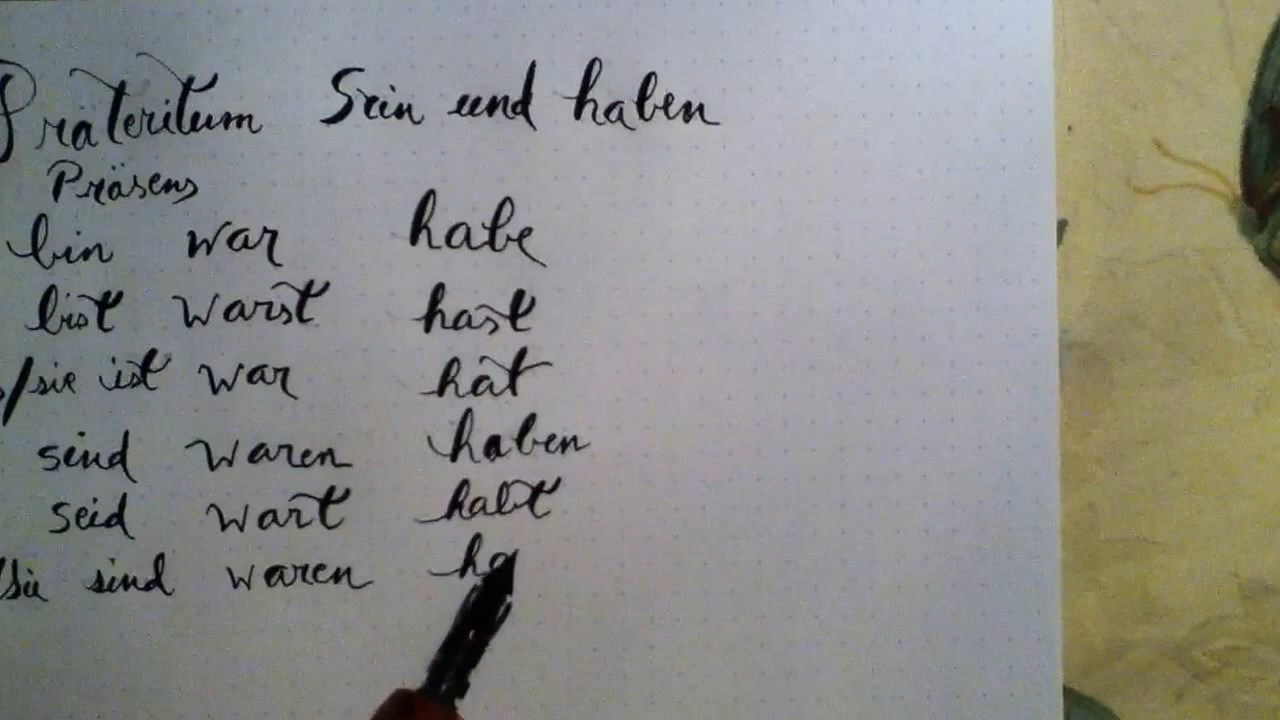 Präteritum Sein und haben
Präsens
bin war habe
bist warst hast
/sie ist war hat
sind waren haben
seid wart habt
/Sie sind waren ha